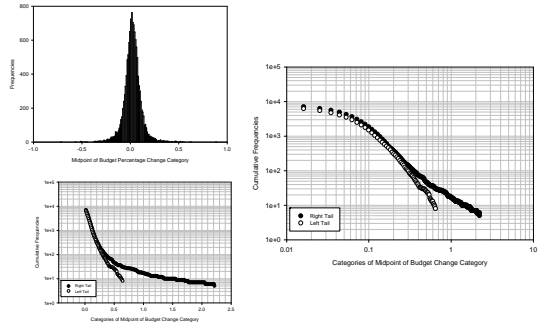 800
600
400
200
0
Frequencies
-1.0 -0.5 0.0 0.5 1.0
Midpoint of Budget Percentage Change Category
1e+5
1e+4
1e+3
1e+2
1e+1
1e+0
Cumulative Frequencies
Right Tail
Left Tail
0.0 0.5 1.0 1.5 2.0 2.5
Categories of Midpoint of Budget Change Category
1e+5
1e+4
1e+3
1e+2
1e+1
1e+0
Cumulative Frequencies
Right Tail
Left Tail
0.01 0.1 1 10
Categories of Midpoint of Budget Change Category